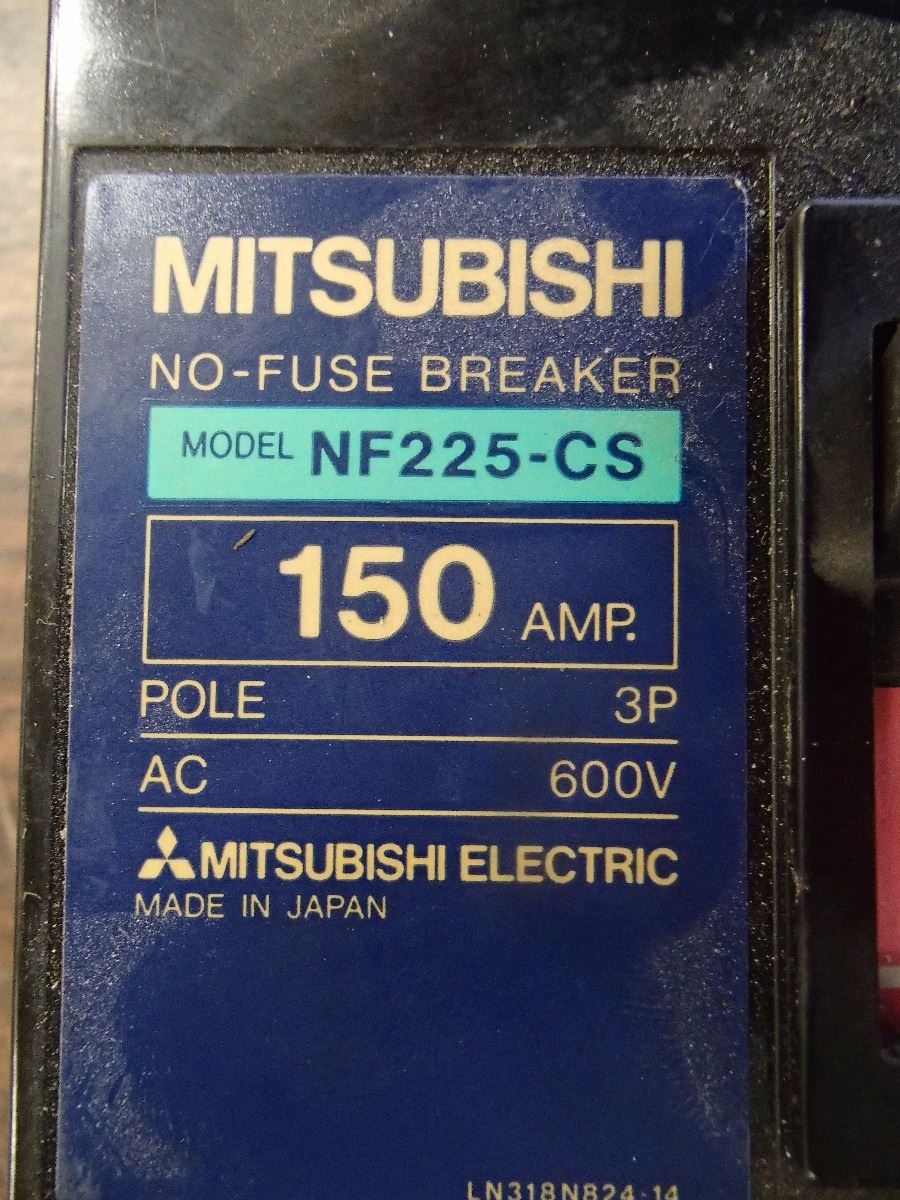 MITSUBISHI
NO-FUSE BREAKER
MODEL NF225-CS
150 AMP.
POLE 3P
AC 600V
MITSUBISHI ELECTRIC
MADE IN JAPAN
LN318N824-14